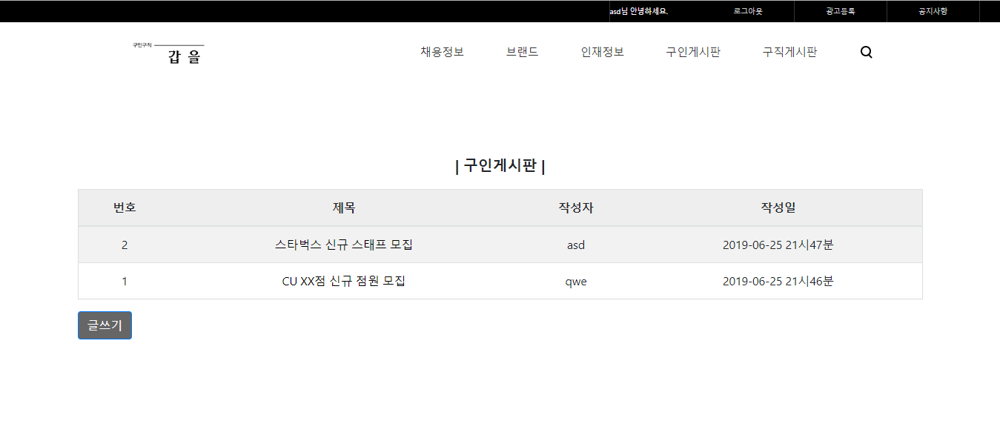 asd님 안녕하세요. 로그아웃 광고등록 공지사항
구인구직
갑 을
채용정보 브랜드 인재정보 구인게시판 구직게시판
| 구인게시판 |
번호 제목 작성자 작성일
2 스타벅스 신규 스태프 모집 asd 2019-06-25 21시47분
1 CU XX점 신규 점원 모집 qwe 2019-06-25 21시46분
글쓰기